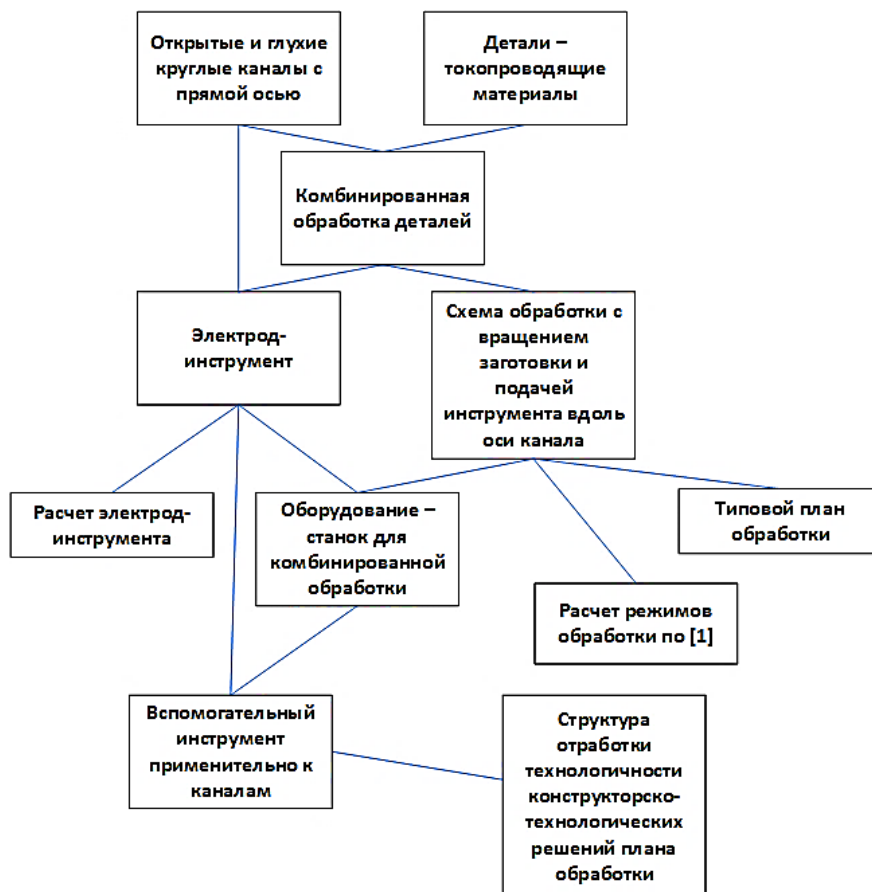 Открытые и глухие
круглые каналы с
прямой осью
Детали –
токопроводящие
материалы
Комбинированная
обработка деталей
Электрод-
инструмент
Схема обработки с
вращением
заготовки и
подачей
инструмента вдоль
оси канала
Расчет электрод-
инструмента
Оборудование –
станок для
комбинированной
обработки
Типовой план
обработки
Расчет режимов
обработки по [1]
Вспомогательный
инструмент
применительно к
каналам
Структура
отработки
технологичности
конструкторско-
технологических
решений плана
обработки